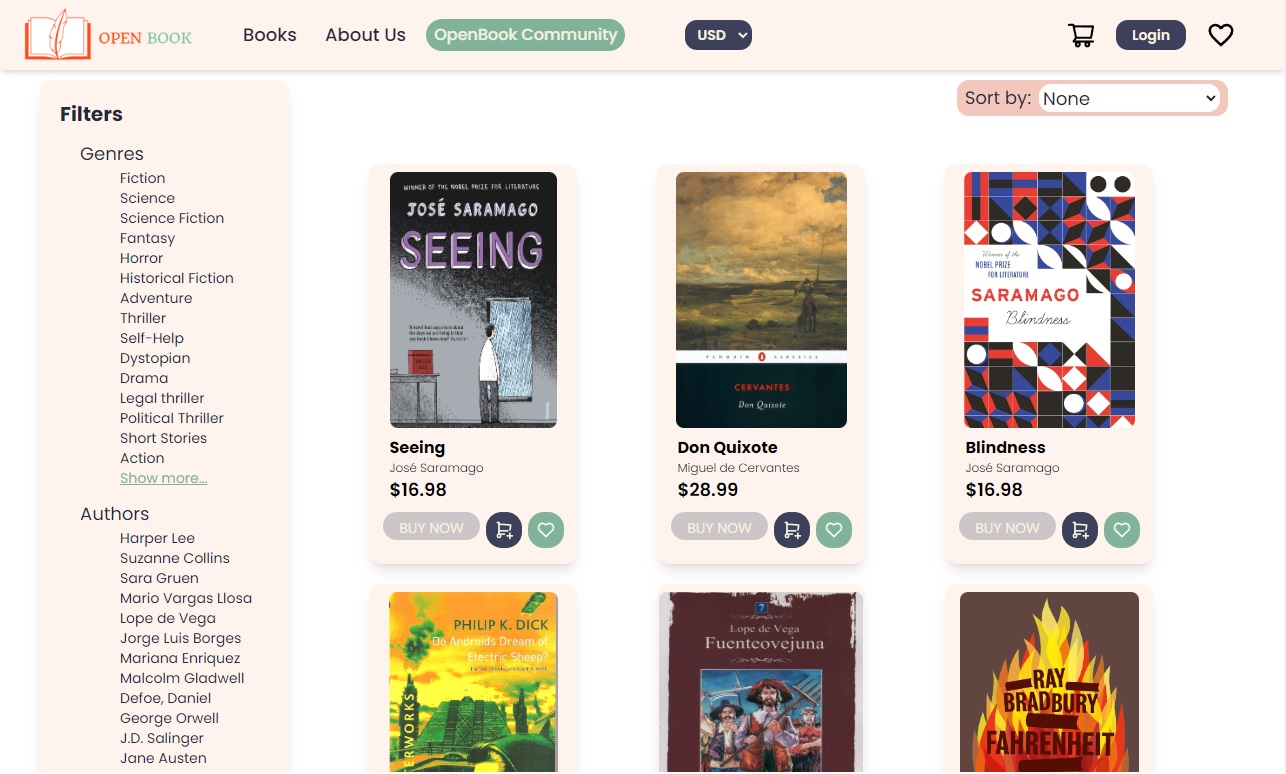 OPEN BOOK
Books
About Us
OpenBook Community
USD
Login
Filters
Genres
Fiction
Science
Science Fiction
Fantasy
Horror
Historical Fiction
Adventure
Thriller
Self-Help
Dystopian
Drama
Legal thriller
Political Thriller
Short Stories
Action
Show more...
Authors
Harper Lee
Suzanne Collins
Sara Gruen
Mario Vargas Llosa
Lope de Vega
Jorge Luis Borges
Mariana Enriquez
Malcolm Gladwell
Defoe, Daniel
George Orwell
J.D. Salinger
Jane Austen
Sort by: None
WINNER OF THE NOBEL PRIZE FOR LITERATURE
JOSÉ SARAMAGO
SEEING
Seeing
José Saramago
$16.98
BUY NOW
PENGUIN CLASSICS
CERVANTES
Don Quixote
Don Quixote
Miguel de Cervantes
$28.99
BUY NOW
Winner of the
NOBEL PRIZE
FOR LITERATURE
SARAMAGO
Blindness
Blindness
José Saramago
$16.98
BUY NOW
PHILIP K. DICK
Do Androids Dream of
Electric Sheep?
TERWORKS
7
Lope de Vega
Fuenteovejuna
RAY
BRADBURY
FAHRENHEIT